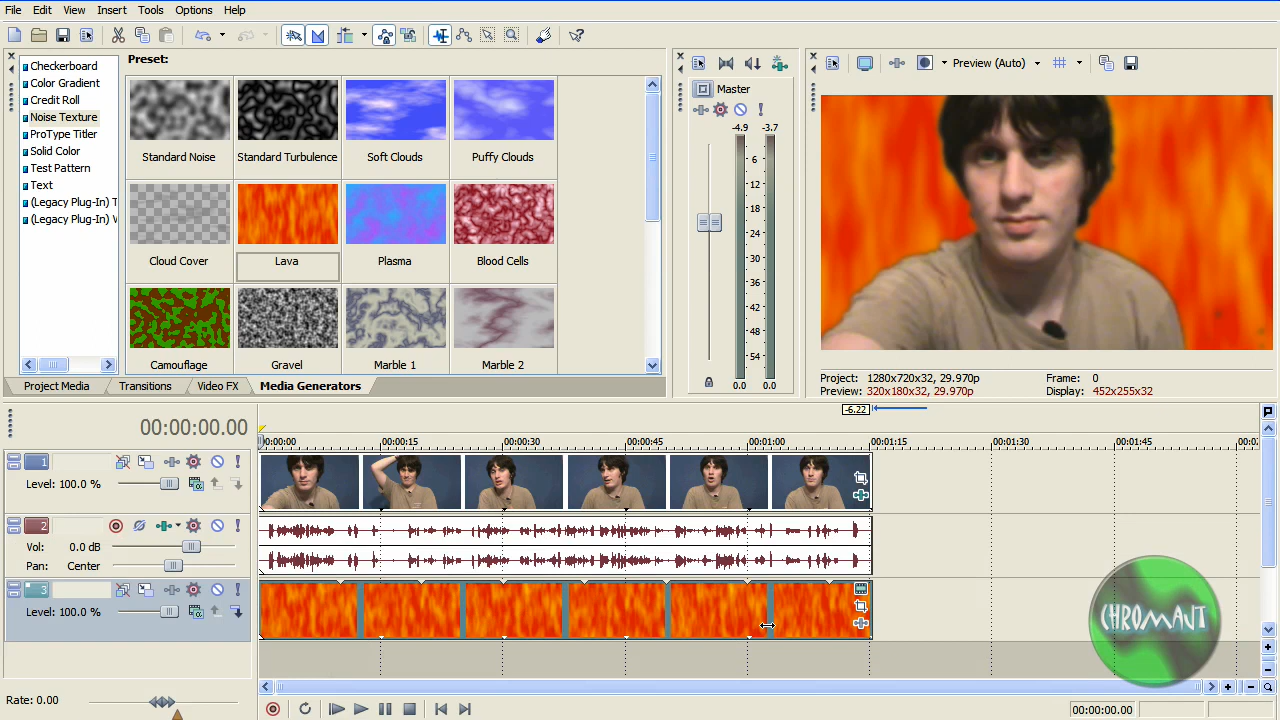 File Edit View Insert Tools Options Help
Preset:
Checkerboard
Color Gradient
Credit Roll
Noise Texture
ProType Titler
Solid Color
Test Pattern
Text
(Legacy Plug-In) T
(Legacy Plug-In)
Standard Noise Standard Turbulence Soft Clouds Puffy Clouds
Cloud Cover Lava Plasma Blood Cells
Camouflage Gravel Marble 1 Marble 2
Project Media Transitions Video FX Media Generators
Master
-4.9 -3.7
6
12
18
24
30
36
42
48
54
0.0 0.0
Preview (Auto)
Project: 1280x720x32, 29.970p Frame: 0
Preview: 320x180x32, 29.970p Display: 452x255x32
-6.22
00:00:00.00
00:00:00 00:00:15 00:00:30 00:00:45 00:01:00 00:01:15 00:01:30 00:01:45
1
Level: 100.0 %
2
Vol: 0.0 dB
Pan: Center
3
Level: 100.0 %
CHROMAJT
Rate: 0.00
00:00:00.00